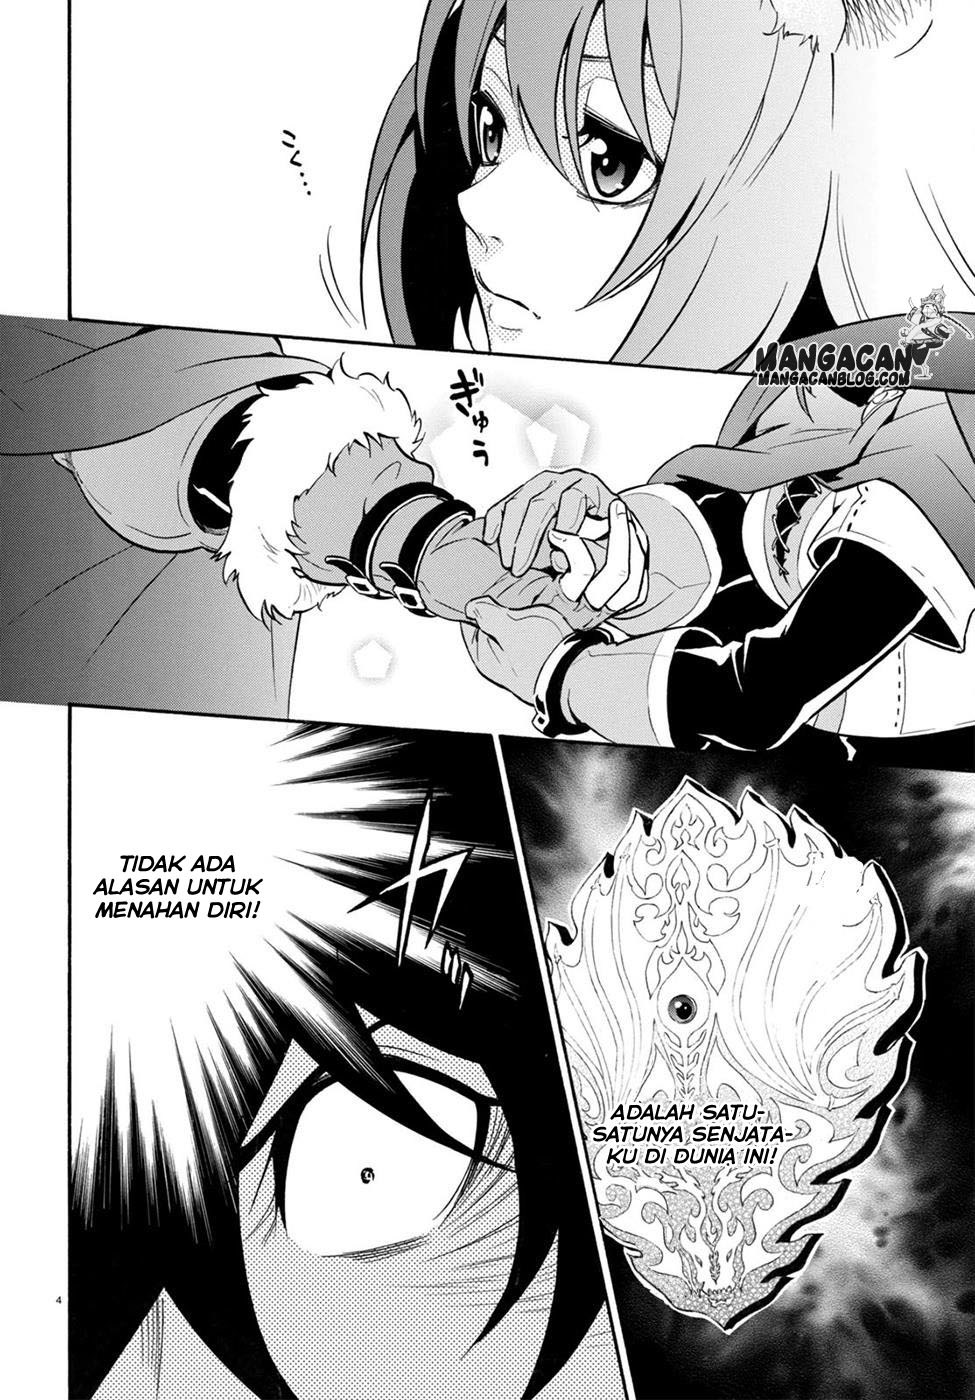 こく…
MANGACAN
MANGACANBLOG.COM
ぎゅう
ADALAH SATU-
SATUNYA SENJATA-
KU DI DUNIA INI!
TIDAK ADA
ALASAN UNTUK
MENAHAN DIRI!
4